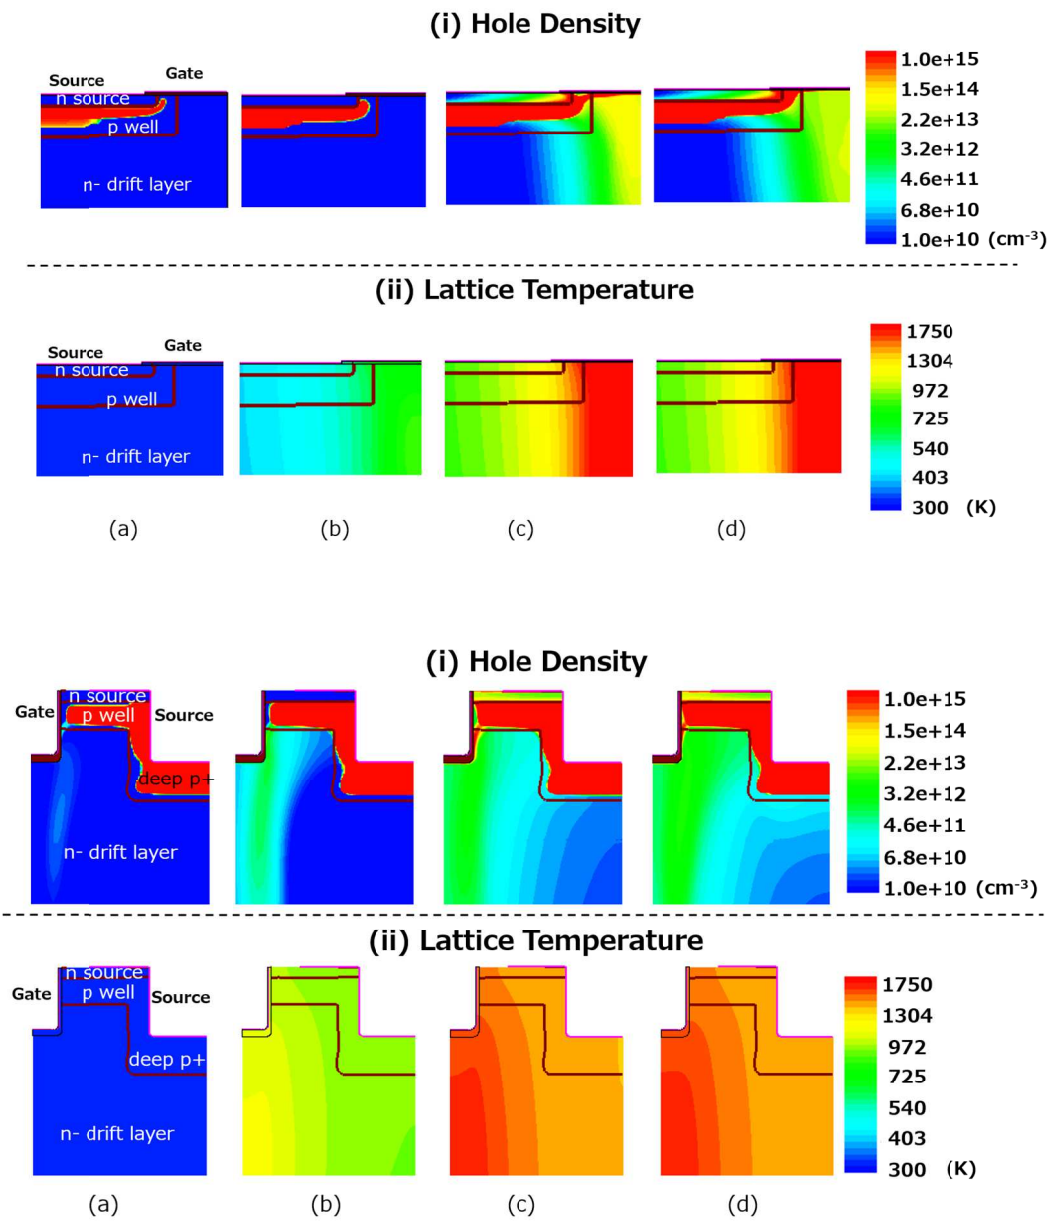 (i) Hole Density
Source Gate
n source
p well
n- drift layer
1.0e+15
1.5e+14
2.2e+13
3.2e+12
4.6e+11
6.8e+10
1.0e+10 (cm-3)
(ii) Lattice Temperature
Source Gate
n source
p well
n- drift layer
1750
1304
972
725
540
403
300 (K)
(a) (b) (c) (d)
(i) Hole Density
n source
Gate p well Source
deep p+
n- drift layer
1.0e+15
1.5e+14
2.2e+13
3.2e+12
4.6e+11
6.8e+10
1.0e+10 (cm-3)
(ii) Lattice Temperature
n source
Gate p well Source
deep p+
n- drift layer
1750
1304
972
725
540
403
300 (K)
(a) (b) (c) (d)